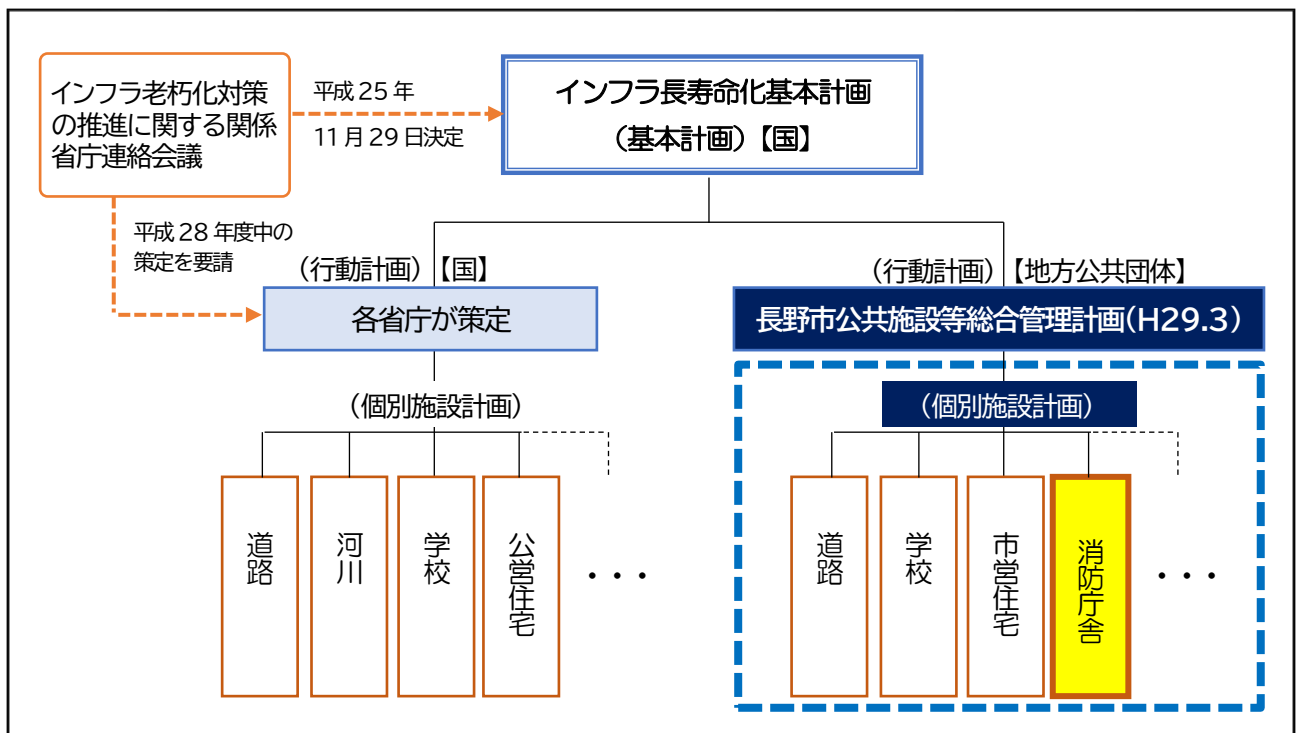 インフラ老朽化対策
の推進に関する関係
省庁連絡会議
平成 25 年
11 月 29 日決定
インフラ長寿命化基本計画
（基本計画）【国】
平成 28 年度中の
策定を要請
（行動計画）【国】
各省庁が策定
（行動計画）【地方公共団体】
長野市公共施設等総合管理計画(H29.3)
（個別施設計画）
道路
河川
学校
公営住宅
・・・
（個別施設計画）
道路
学校
市営住宅
消防庁舎
・・・